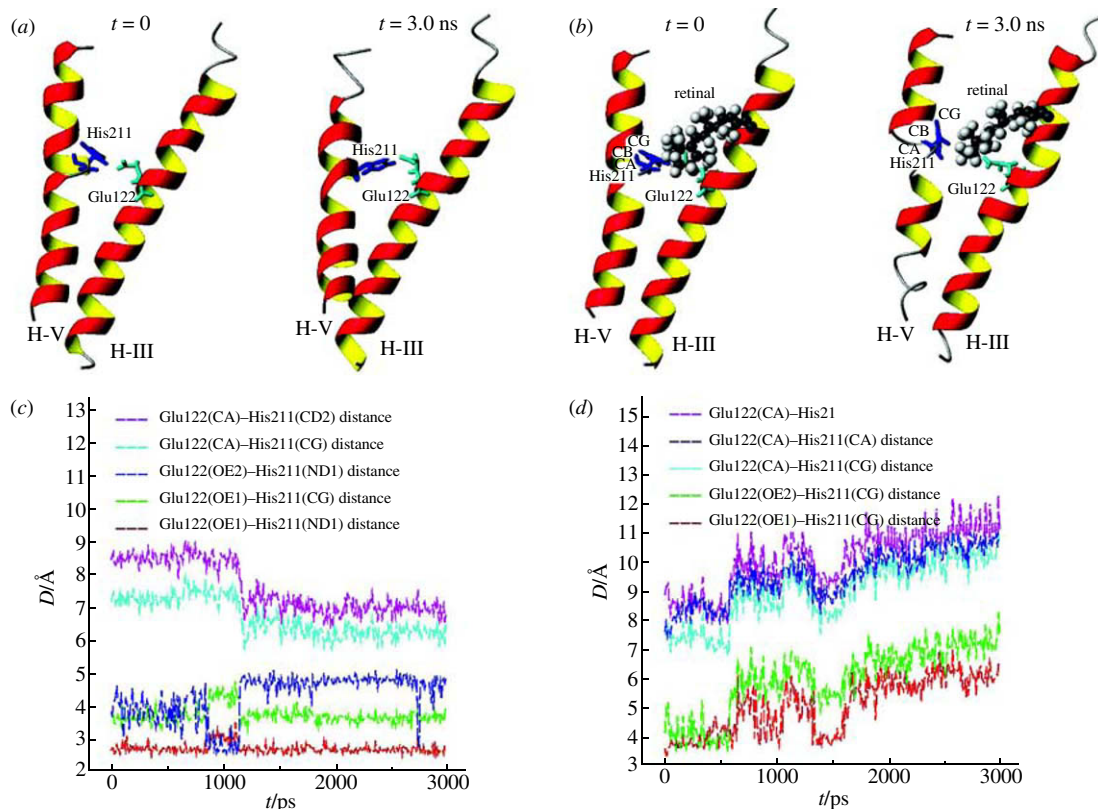 (a) t = 0 t = 3.0 ns
His211
Glu122
H-V
H-III
His211
Glu122
H-V
H-III
(b) t = 0 t = 3.0 ns
retinal
CG
CB
CA
His211
Glu122
H-V
H-III
retinal
CG
CB
CA
His211
Glu122
H-V
H-III
(c)
13
12
11
10
9
8
7
6
5
4
3
2
D/Å
Glu122(CA)–His211(CD2) distance
Glu122(CA)–His211(CG) distance
Glu122(OE2)–His211(ND1) distance
Glu122(OE1)–His211(CG) distance
Glu122(OE1)–His211(ND1) distance
0 1000 2000 3000
t/ps
(d)
15
14
13
12
11
10
9
8
7
6
5
4
3
D/Å
Glu122(CA)–His21
Glu122(CA)–His211(CA) distance
Glu122(CA)–His211(CG) distance
Glu122(OE2)–His211(CG) distance
Glu122(OE1)–His211(CG) distance
0 1000 2000 3000
t/ps